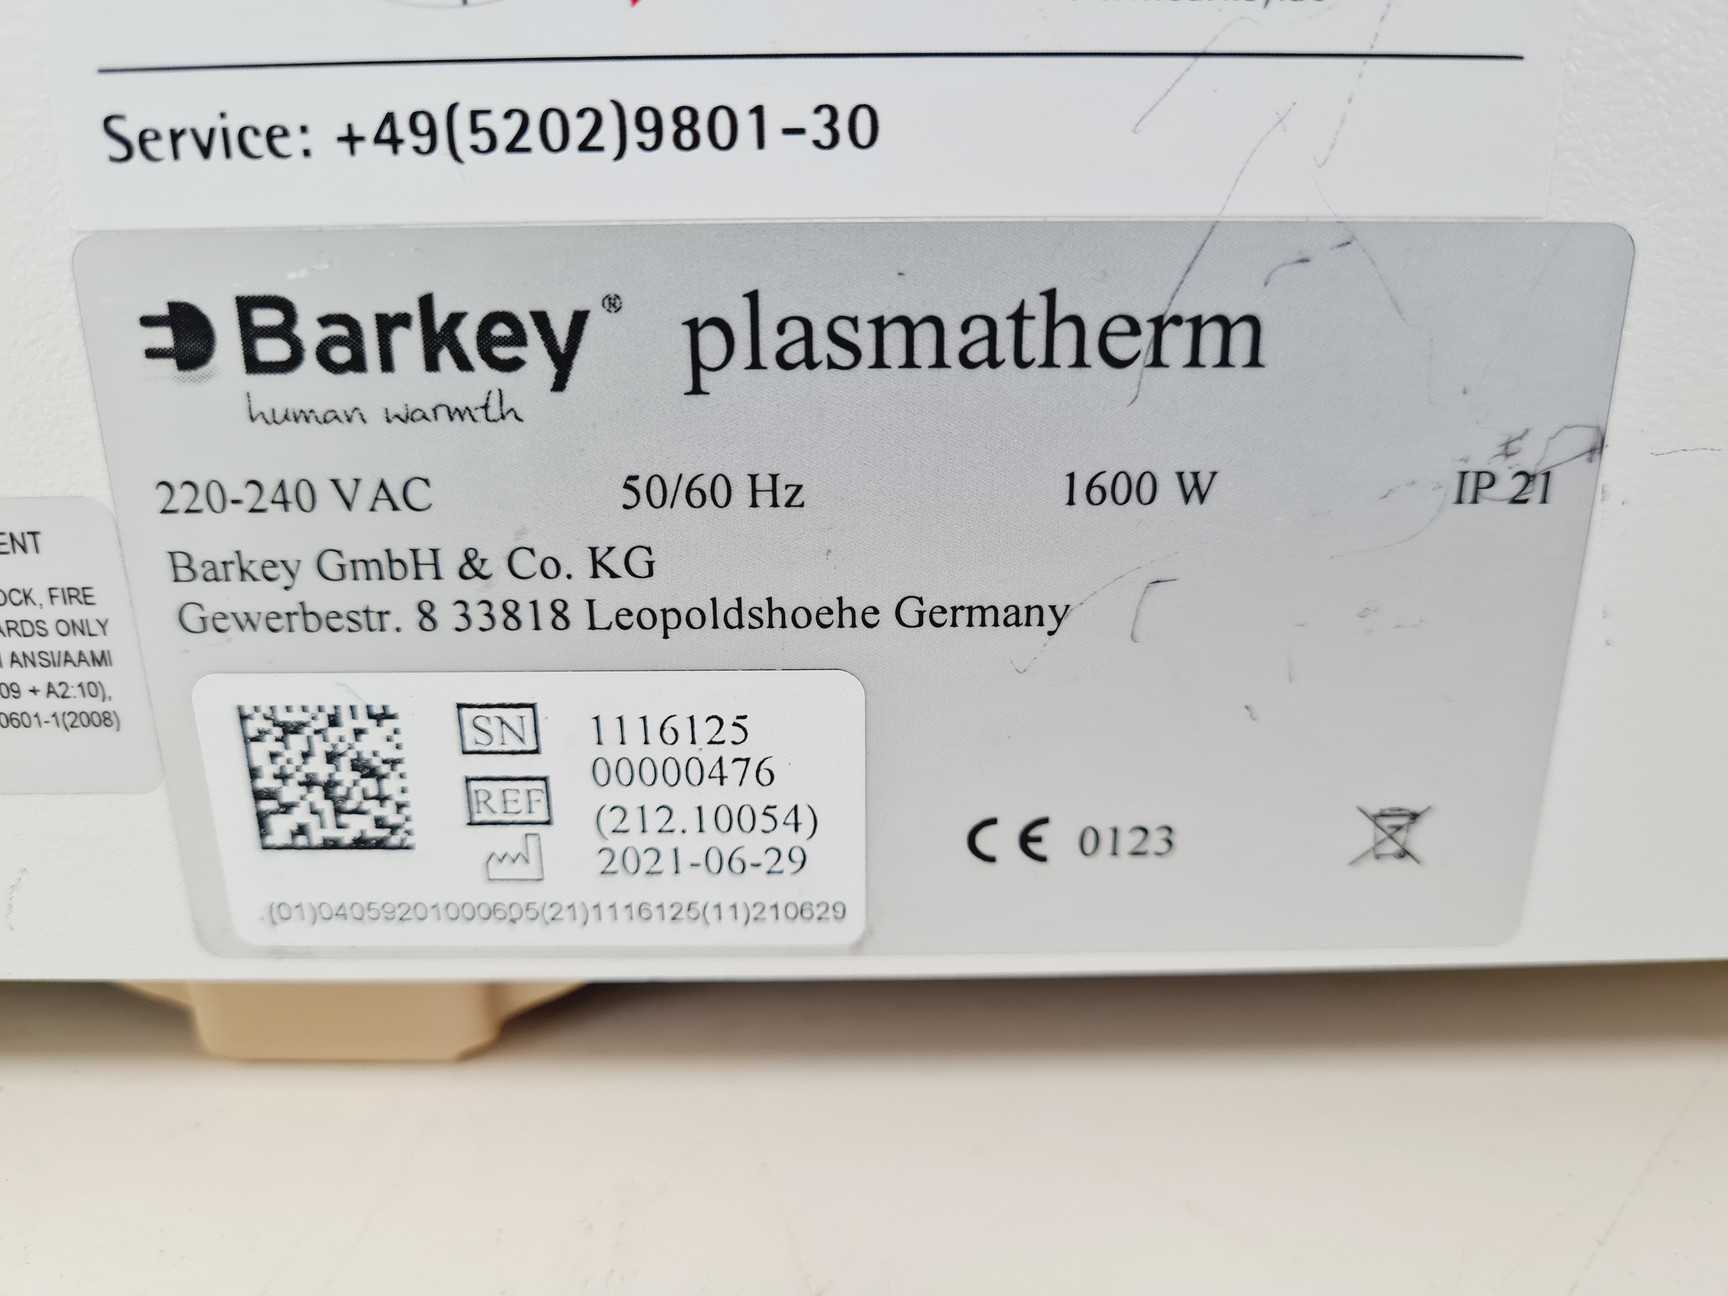 Service: +49(5202)9801-30
Barkey® plasmatherm
human warmth
220-240 VAC 50/60 Hz 1600 W IP 21
Barkey GmbH & Co. KG
Gewerbestr. 8 33818 Leopoldshoehe Germany
SN 1116125
00000476
REF (212.10054)
2021-06-29
(01)04059201000605(21)1116125(11)210629
CE 0123
ENT
OCK, FIRE
ARDS ONLY
ANSI/AAMI
09 + A2:10),
0601-1(2008)